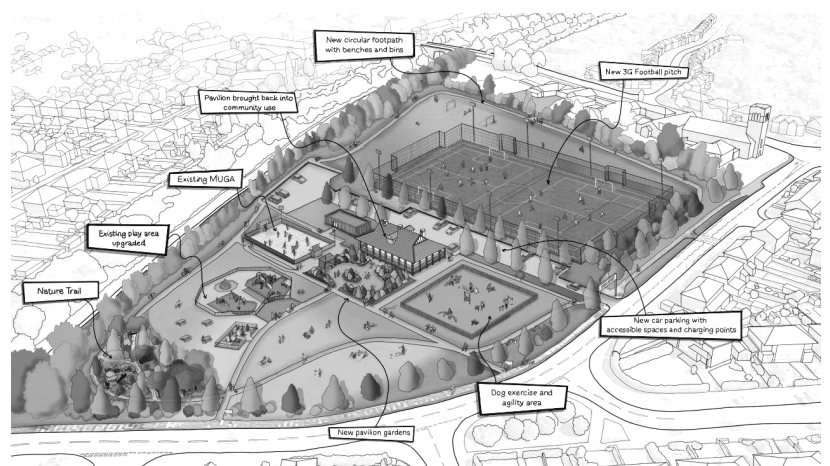 New circular footpath
with benches and bins
New 3G Football pitch
Pavilion brought back into
community use
Existing MUGA
Existing play area
upgraded
Nature Trail
New car parking with
accessible spaces and charging points
Dog exercise and
agility area
New pavilion gardens